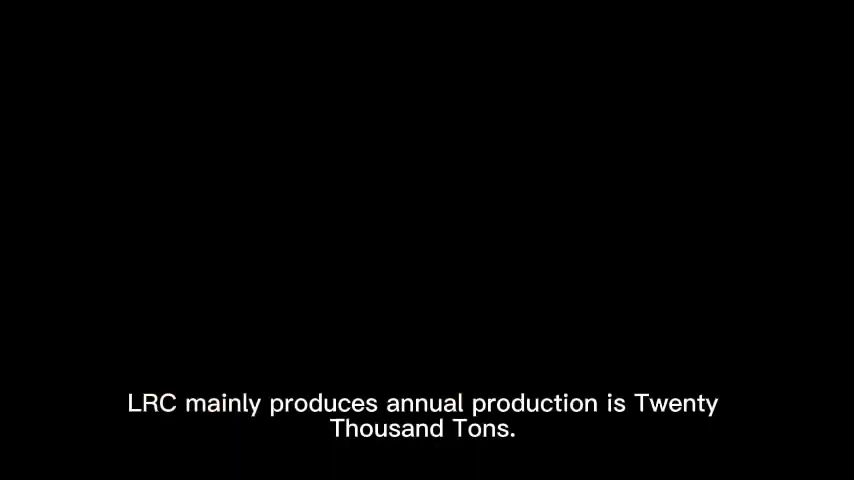 LRC mainly produces annual production is Twenty
Thousand Tons.